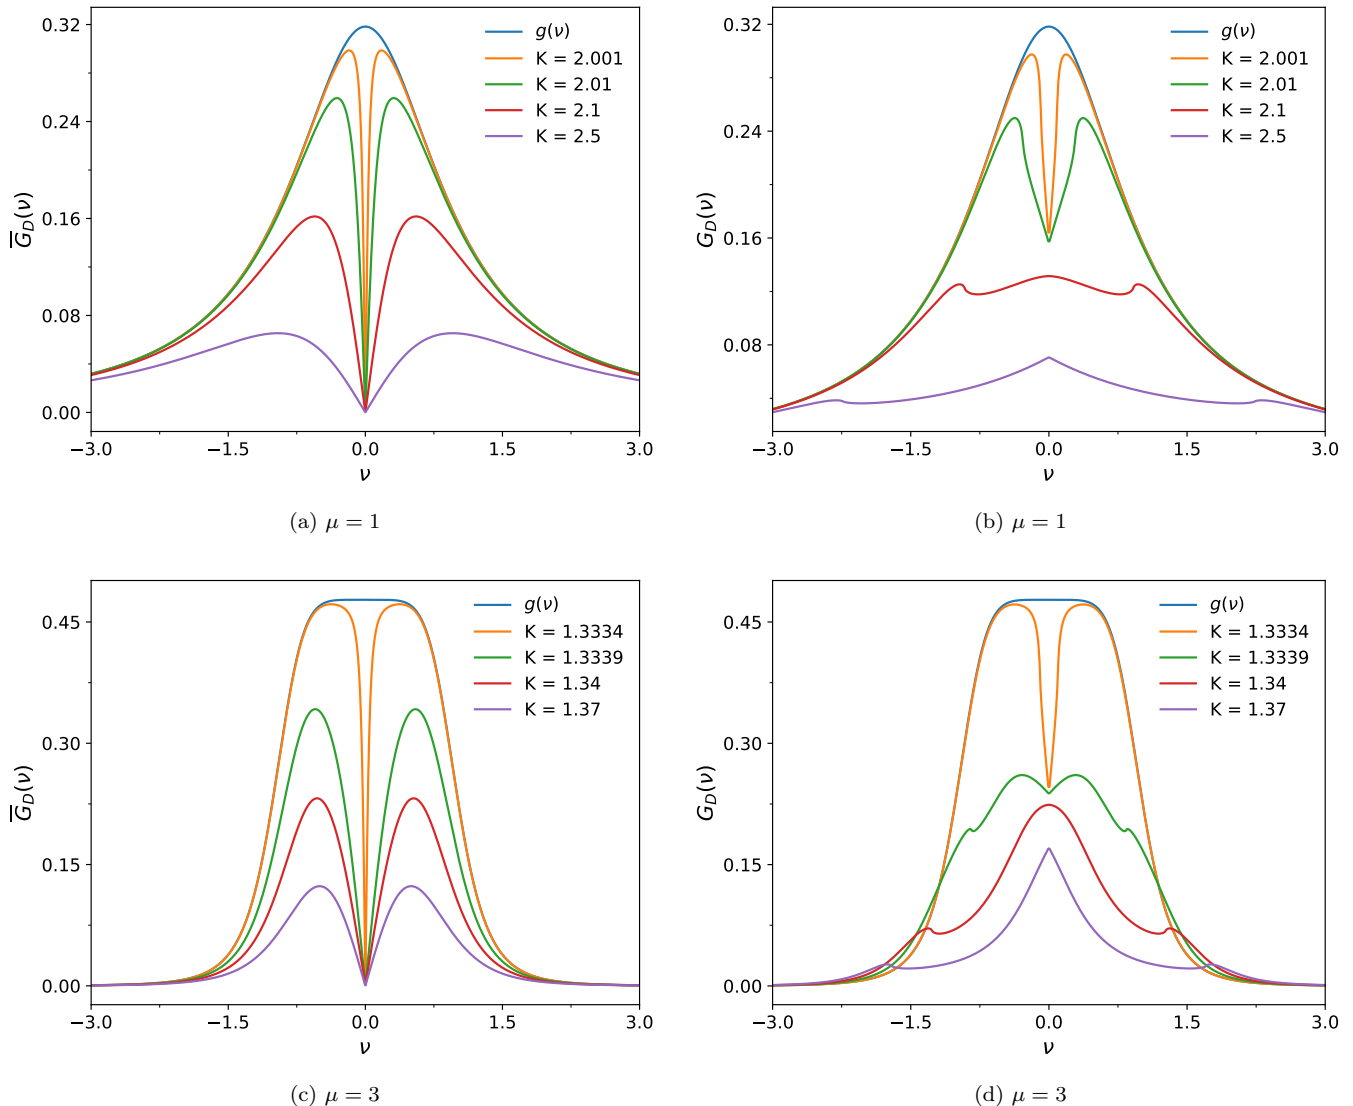 0.32
0.24
0.16
0.08
0.00
G̅_D(ν)
g(ν)
K = 2.001
K = 2.01
K = 2.1
K = 2.5
−3.0 −1.5 0.0 1.5 3.0
ν
(a) μ = 1
0.32
0.24
0.16
0.08
G_D(ν)
g(ν)
K = 2.001
K = 2.01
K = 2.1
K = 2.5
−3.0 −1.5 0.0 1.5 3.0
ν
(b) μ = 1
0.45
0.30
0.15
0.00
G̅_D(ν)
g(ν)
K = 1.3334
K = 1.3339
K = 1.34
K = 1.37
−3.0 −1.5 0.0 1.5 3.0
ν
(c) μ = 3
0.45
0.30
0.15
0.00
G_D(ν)
g(ν)
K = 1.3334
K = 1.3339
K = 1.34
K = 1.37
−3.0 −1.5 0.0 1.5 3.0
ν
(d) μ = 3